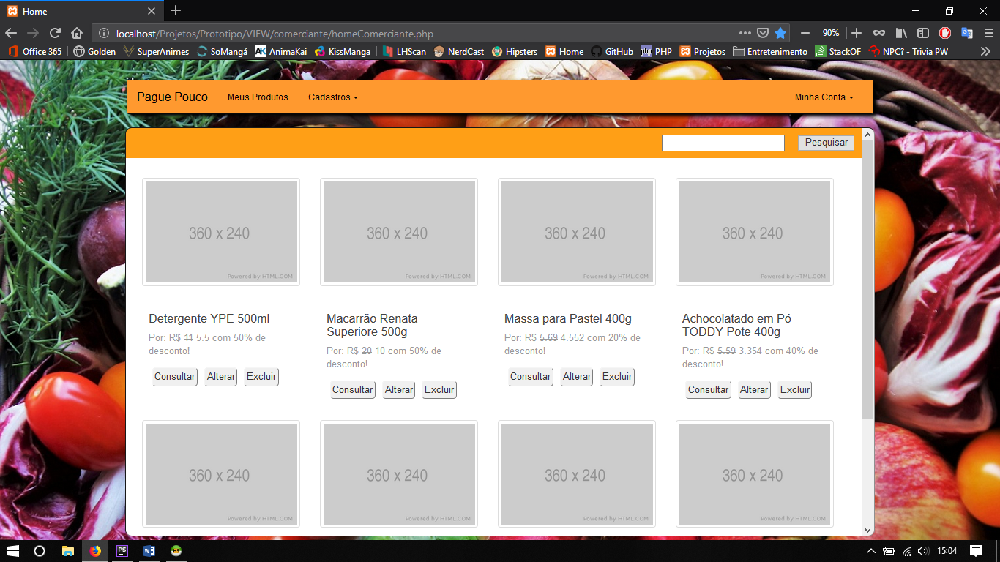 Home
localhost/Projetos/Prototipo/VIEW/comerciante/homeComerciante.php
90%
Office 365 Golden SuperAnimes SoMangá AnimaKai KissManga LHScan NerdCast Hipsters Home GitHub PHP Projetos Entretenimento StackOF NPC? - Trivia PW
Pague Pouco Meus Produtos Cadastros Minha Conta
Pesquisar
360 x 240 360 x 240 360 x 240 360 x 240
Powered by HTML.COM Powered by HTML.COM Powered by HTML.COM Powered by HTML.COM
Detergente YPE 500ml
Por: R$ 11 5.5 com 50% de
desconto!
Consultar Alterar Excluir
Macarrão Renata
Superiore 500g
Por: R$ 20 10 com 50% de
desconto!
Consultar Alterar Excluir
Massa para Pastel 400g
Por: R$ 5.69 4.552 com 20% de
desconto!
Consultar Alterar Excluir
Achocolatado em Pó
TODDY Pote 400g
Por: R$ 5.59 3.354 com 40% de
desconto!
Consultar Alterar Excluir
360 x 240 360 x 240 360 x 240 360 x 240
Powered by HTML.COM Powered by HTML.COM Powered by HTML.COM Powered by HTML.COM
15:04